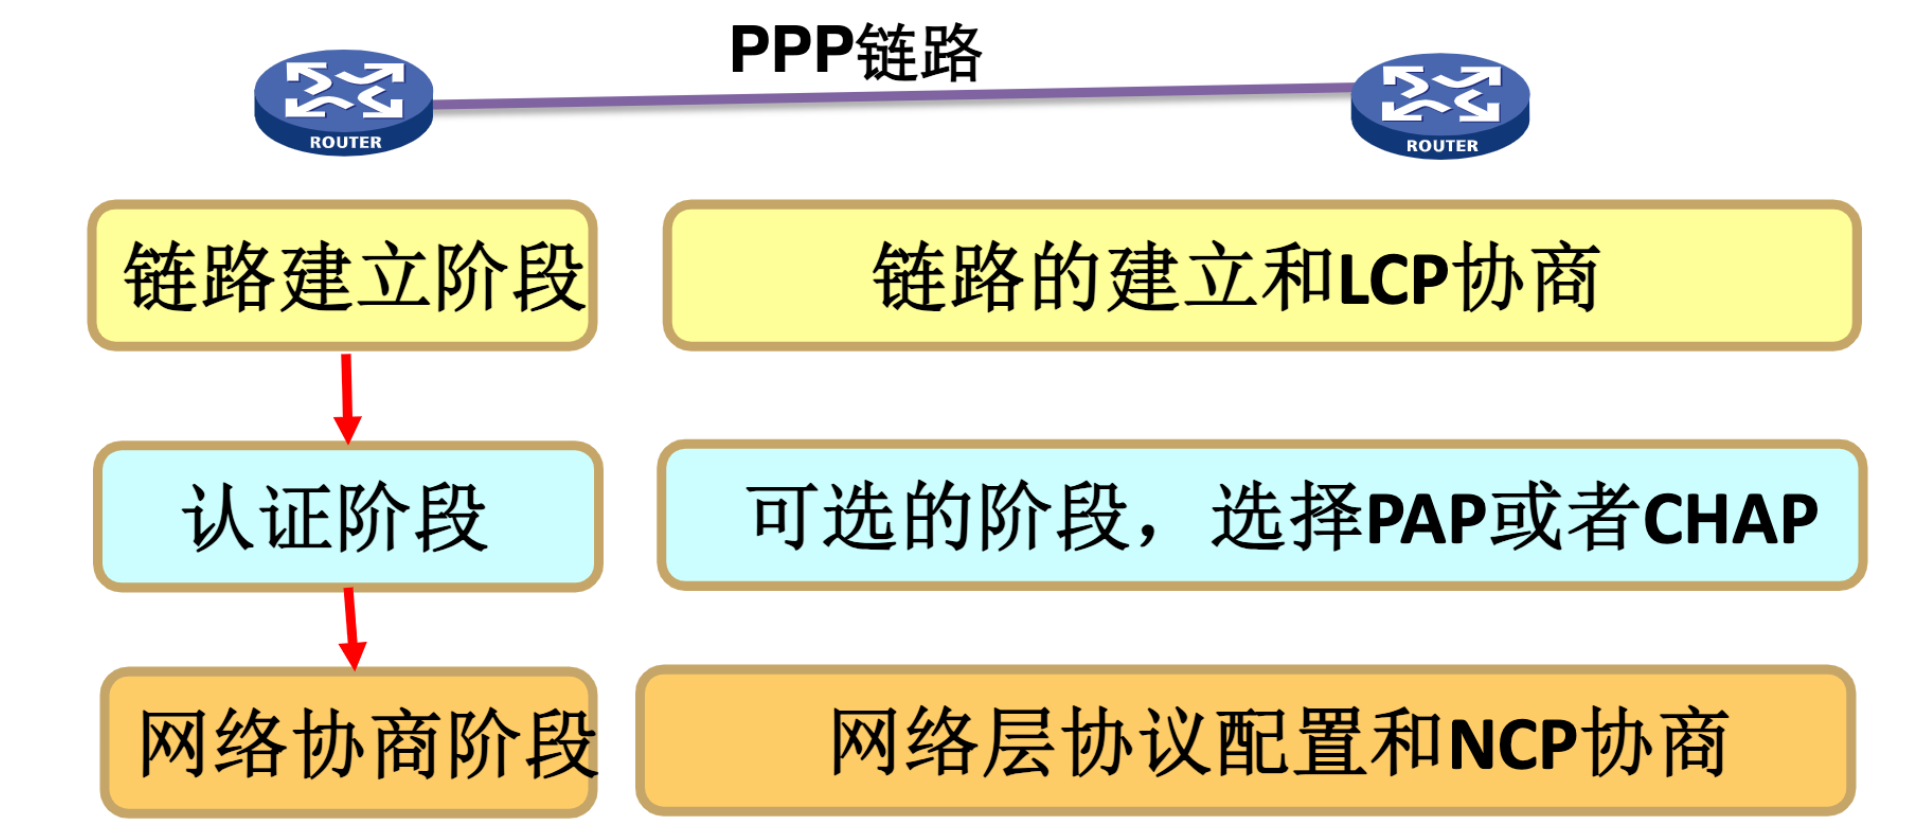 PPP链路
ROUTER
ROUTER
链路建立阶段
链路的建立和LCP协商
认证阶段
可选的阶段，选择PAP或者CHAP
网络协商阶段
网络层协议配置和NCP协商